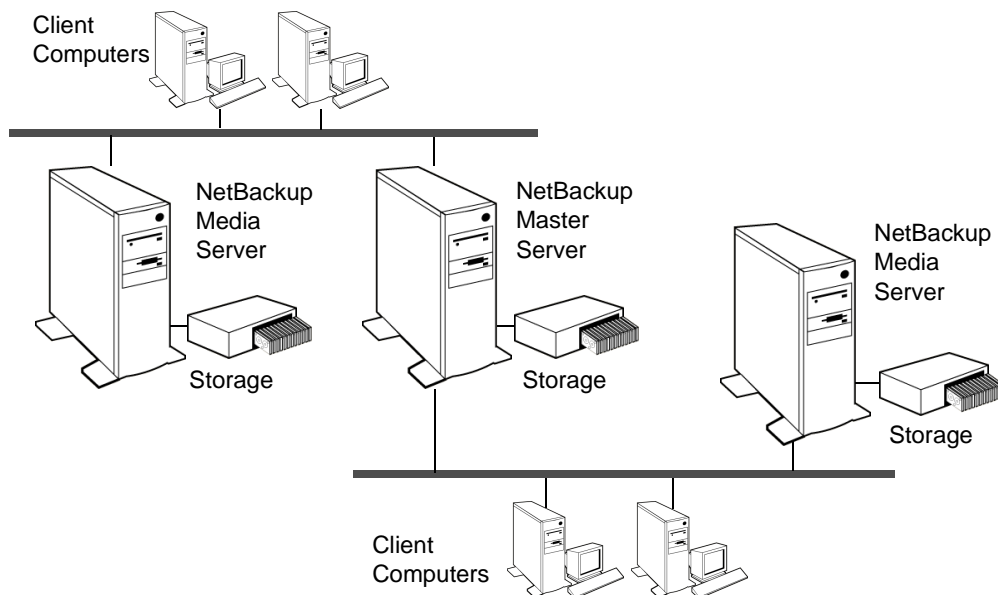 Client
Computers
NetBackup
Media
Server
NetBackup
Master
Server
NetBackup
Media
Server
Storage
Storage
Storage
Client
Computers